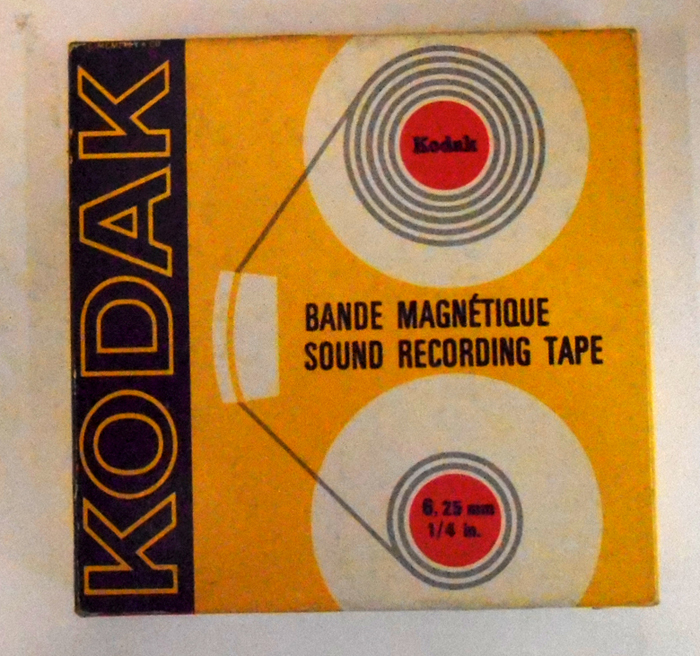 KODAK
Kodak
BANDE MAGNÉTIQUE
SOUND RECORDING TAPE
6,25 mm
1/4 in.